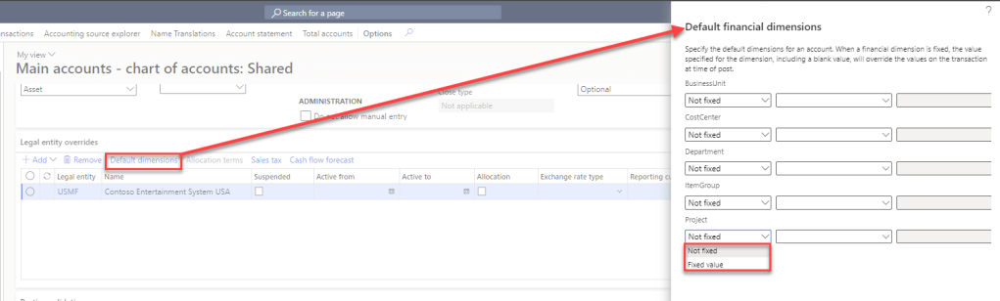 Search for a page
?
nsactions Accounting source explorer Name Translations Account statement Total accounts Options
My view
Main accounts - chart of accounts: Shared
Asset
ADMINISTRATION
Do not allow manual entry
Close type
Not applicable
Optional
Legal entity overrides
Add Remove Default dimensions Allocation terms Sales tax Cash flow forecast
Legal entity Name Suspended Active from Active to Allocation Exchange rate type Reporting cu
USMF Contoso Entertainment System USA
Default financial dimensions
Specify the default dimensions for an account. When a financial dimension is fixed, the value
specified for the dimension, including a blank value, will override the values on the transaction
at time of post.
BusinessUnit
Not fixed
CostCenter
Not fixed
Department
Not fixed
ItemGroup
Not fixed
Project
Not fixed
Not fixed
Fixed value